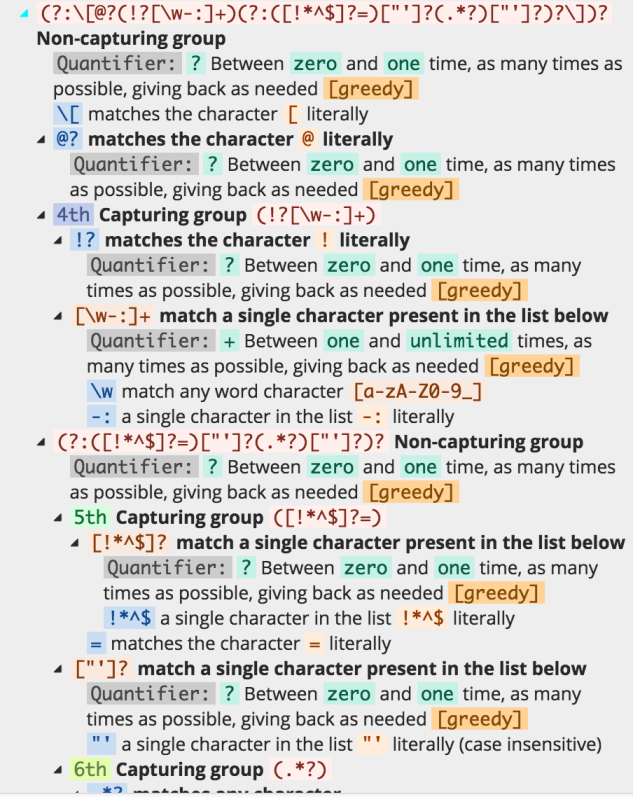 (?:\[@?(!?[\w-:]+)(?:([!*^$]?=)["']?(.*?)["']?)?\])?
Non-capturing group
Quantifier: ? Between zero and one time, as many times as
possible, giving back as needed [greedy]
\[ matches the character [ literally
@? matches the character @ literally
Quantifier: ? Between zero and one time, as many times
as possible, giving back as needed [greedy]
4th Capturing group (!?[\w-:]+)
!? matches the character ! literally
Quantifier: ? Between zero and one time, as many
times as possible, giving back as needed [greedy]
[\w-:]+ match a single character present in the list below
Quantifier: + Between one and unlimited times, as
many times as possible, giving back as needed [greedy]
\w match any word character [a-zA-Z0-9_]
-: a single character in the list -: literally
(?:([!*^$]?=)["']?(.*?)["']?)? Non-capturing group
Quantifier: ? Between zero and one time, as many times
as possible, giving back as needed [greedy]
5th Capturing group ([!*^$]?=)
[!*^$]? match a single character present in the list below
Quantifier: ? Between zero and one time, as many
times as possible, giving back as needed [greedy]
!*^$ a single character in the list !*^$ literally
= matches the character = literally
["']? match a single character present in the list below
Quantifier: ? Between zero and one time, as many
times as possible, giving back as needed [greedy]
"' a single character in the list "' literally (case insensitive)
6th Capturing group (.*?)
.*? matches any character